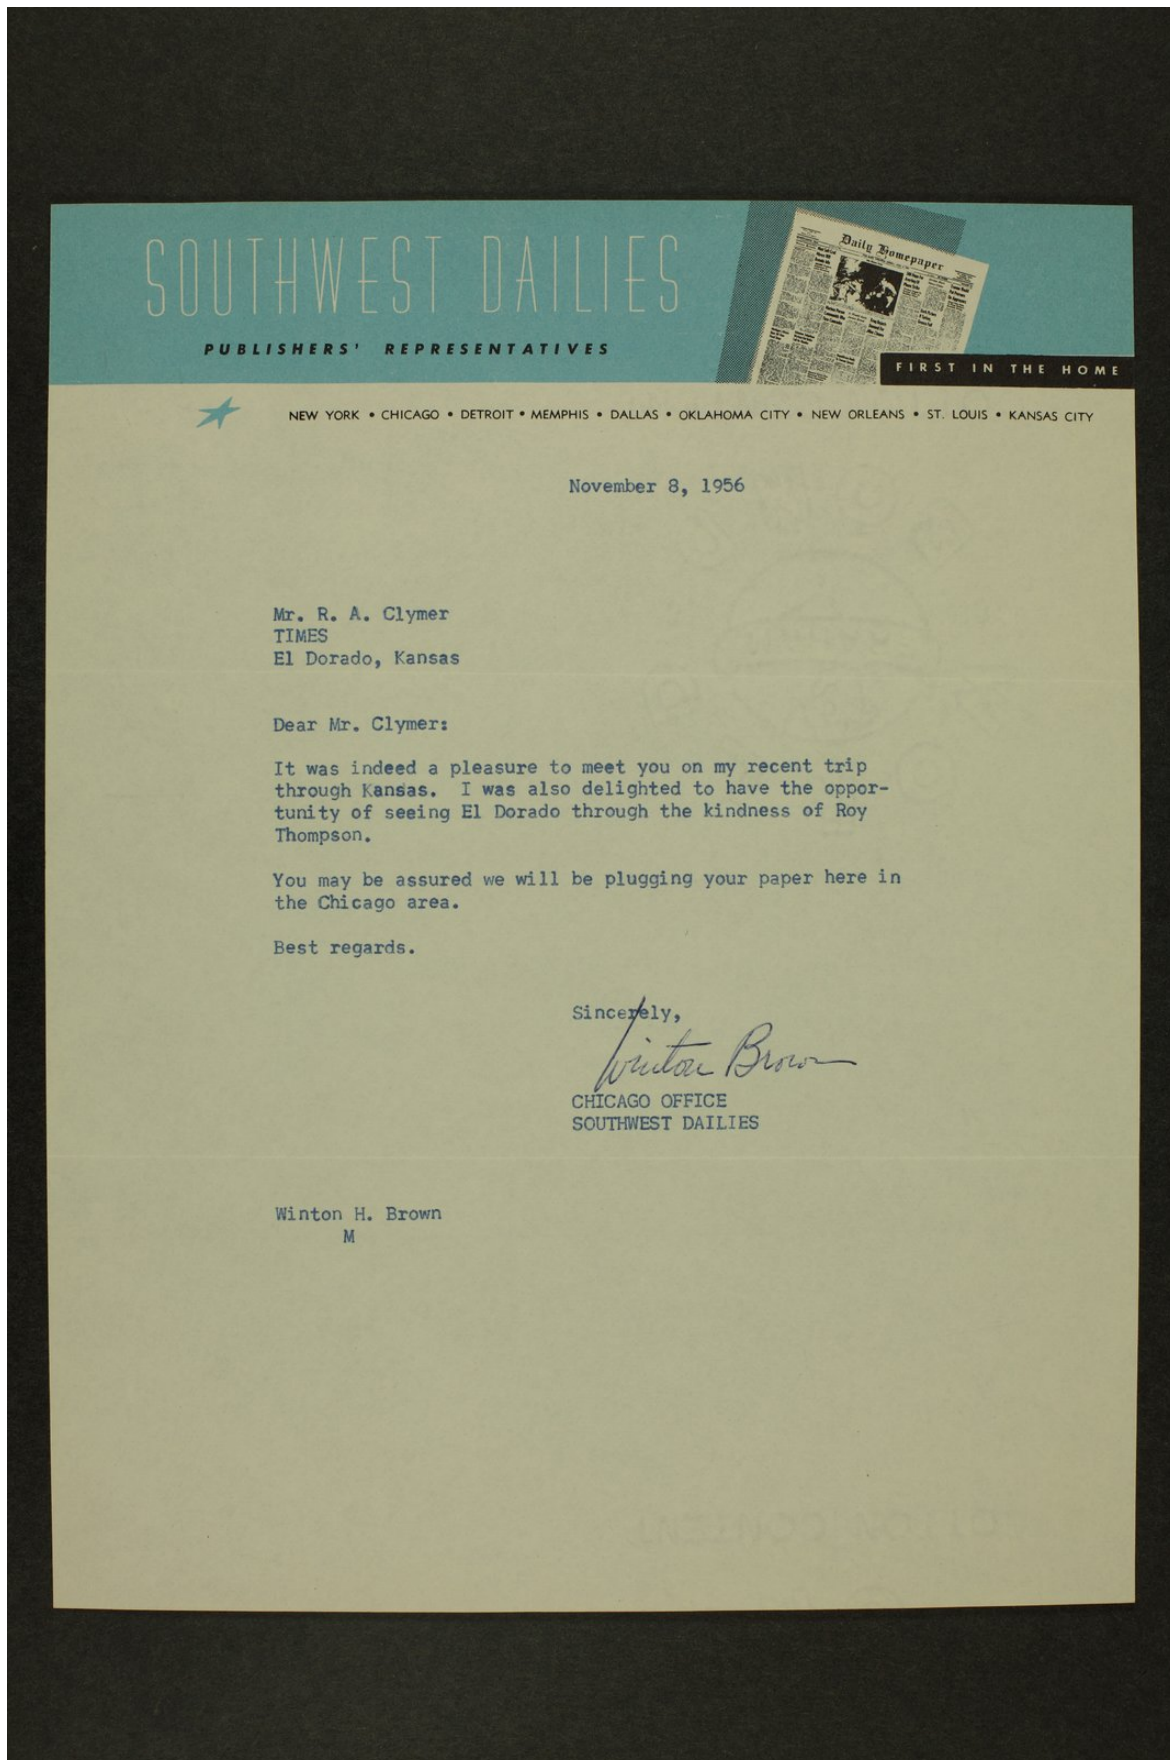 SOUTHWEST DAILIES
PUBLISHERS' REPRESENTATIVES
Daily Homepaper
FIRST IN THE HOME
NEW YORK • CHICAGO • DETROIT • MEMPHIS • DALLAS • OKLAHOMA CITY • NEW ORLEANS • ST. LOUIS • KANSAS CITY
November 8, 1956
Mr. R. A. Clymer
TIMES
El Dorado, Kansas
Dear Mr. Clymer:
It was indeed a pleasure to meet you on my recent trip
through Kansas. I was also delighted to have the oppor-
tunity of seeing El Dorado through the kindness of Roy
Thompson.
You may be assured we will be plugging your paper here in
the Chicago area.
Best regards.
Sincerely,
Winton Brown
CHICAGO OFFICE
SOUTHWEST DAILIES
Winton H. Brown
M